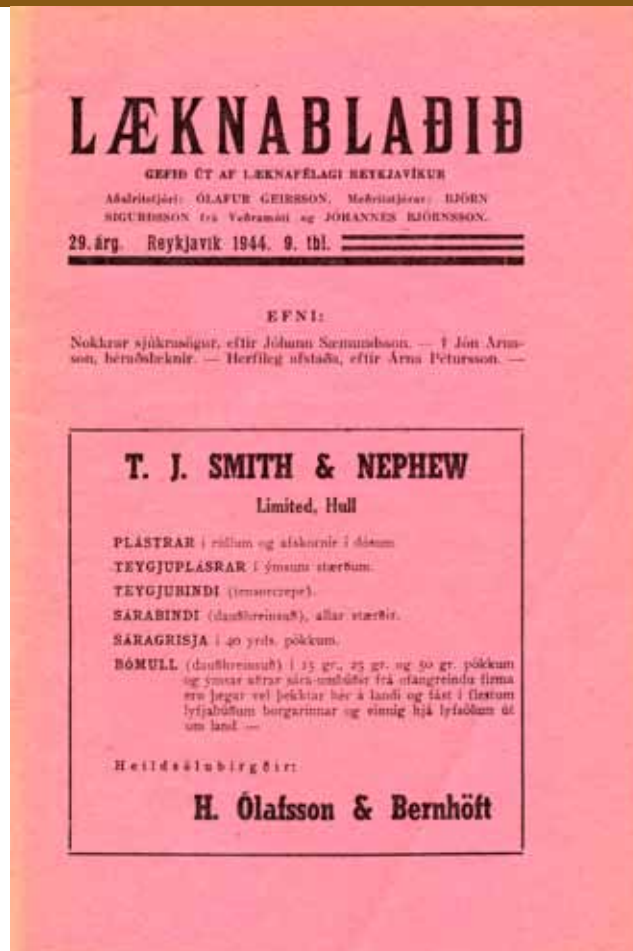 LÆKNABLAÐIÐ
GEFIÐ ÚT AF LÆKNAFÉLAGI REYKJAVÍKUR
Aðalritstjóri: ÓLAFUR GEIRSSON. Meðritstjórar: BJÖRN
SIGURÐSSON frá Veðramóti og JÓHANNES BJÖRNSSON.
29. árg. Reykjavík 1944. 9. tbl.
EFNI:
Nokkrar sjúkrasögur, eftir Jóhann Sæmundsson. — † Jón Árna-
son, héraðslæknir. — Herfileg afstaða, eftir Árna Pétursson. —
T. J. SMITH & NEPHEW
Limited, Hull
PLÁSTRAR í rúllum og afskornir í dósum
TEYGJUPLÁSRAR í ýmsum stærðum.
TEYGJUBINDI (tensorcrepe).
SÁRABINDI (dauðhreinsuð), allar stærðir.
SÁRAGRISJA í 40 yrds. pökkum.
BÓMULL (dauðhreinsuð) í 15 gr., 25 gr. og 50 gr. pökkum
og ýmsar aðrar sára-umbúðir frá ofangreindu firma
eru þegar vel þekktar hér á landi og fást í flestum
lyfjabúðum borgarinnar og einnig hjá lyfsölum út
um land. —
Heildsölubirgðir:
H. Ólafsson & Bernhöft